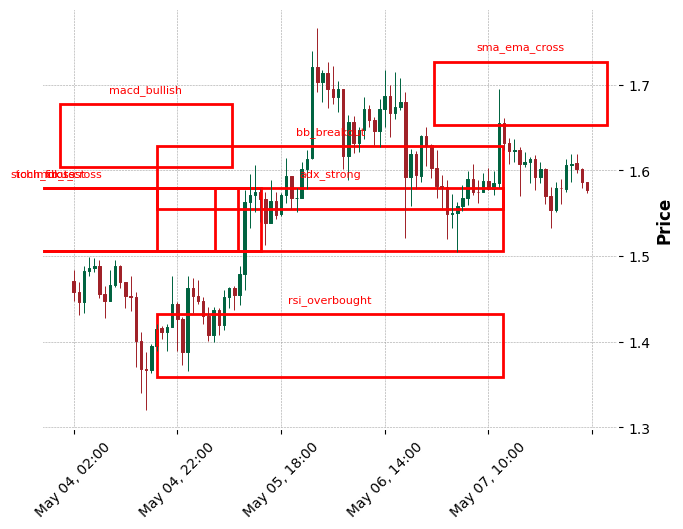 sma_ema_cross
macd_bullish
bb_breakout
adx_strong
rsi_overbought
1.7
1.6
1.5
1.4
1.3
Price
May 04, 02:00
May 04, 22:00
May 05, 18:00
May 06, 14:00
May 07, 10:00